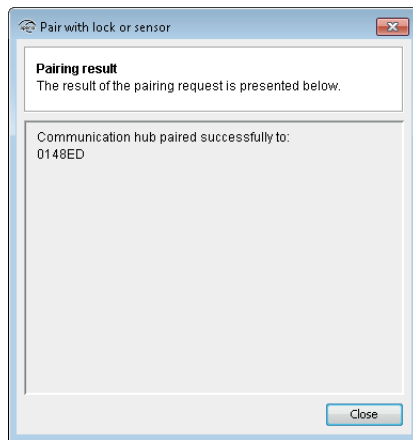 Pair with lock or sensor
Pairing result
The result of the pairing request is presented below.
Communication hub paired successfully to:
0148ED
Close